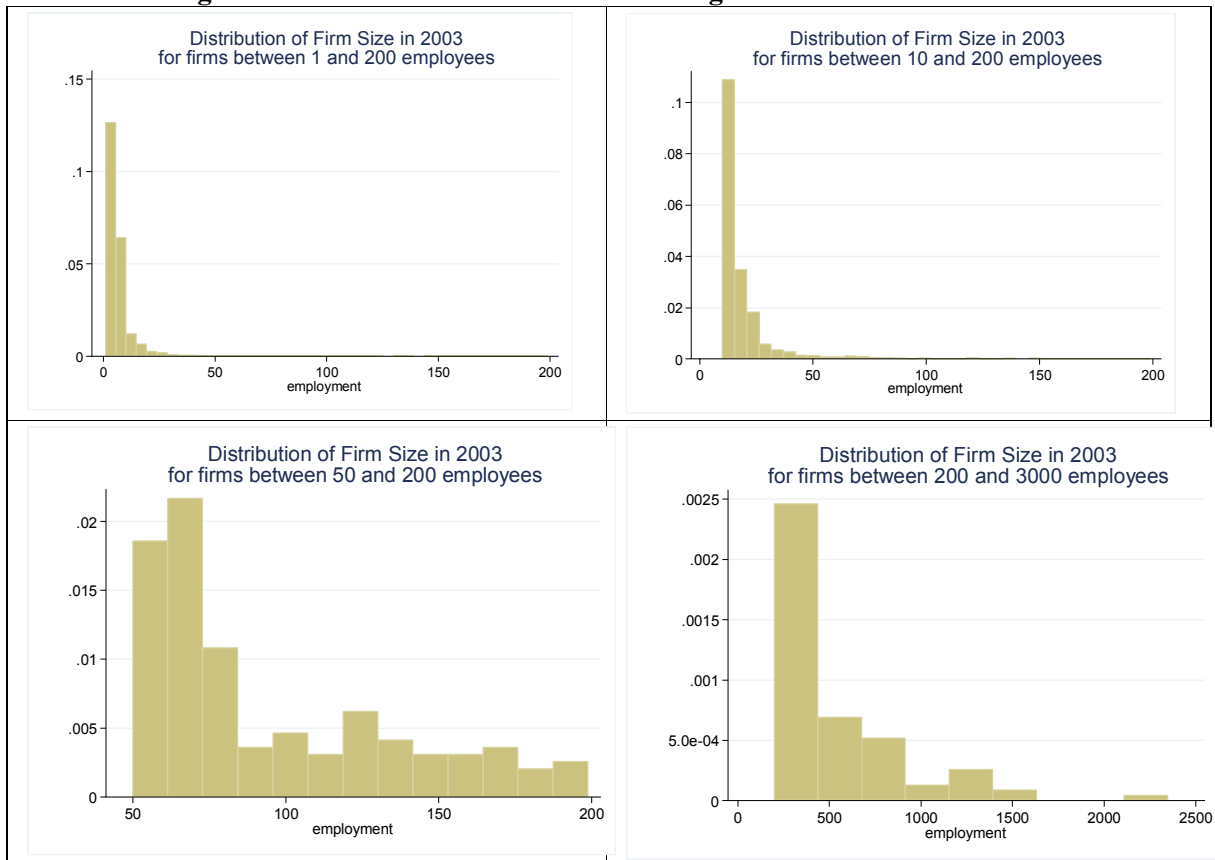 Distribution of Firm Size in 2003
for firms between 1 and 200 employees
.15
.1
.05
0
0 50 100 150 200
employment
Distribution of Firm Size in 2003
for firms between 10 and 200 employees
.1
.08
.06
.04
.02
0
0 50 100 150 200
employment
Distribution of Firm Size in 2003
for firms between 50 and 200 employees
.02
.015
.01
.005
0
50 100 150 200
employment
Distribution of Firm Size in 2003
for firms between 200 and 3000 employees
.0025
.002
.0015
.001
5.0e-04
0
0 500 1000 1500 2000 2500
employment